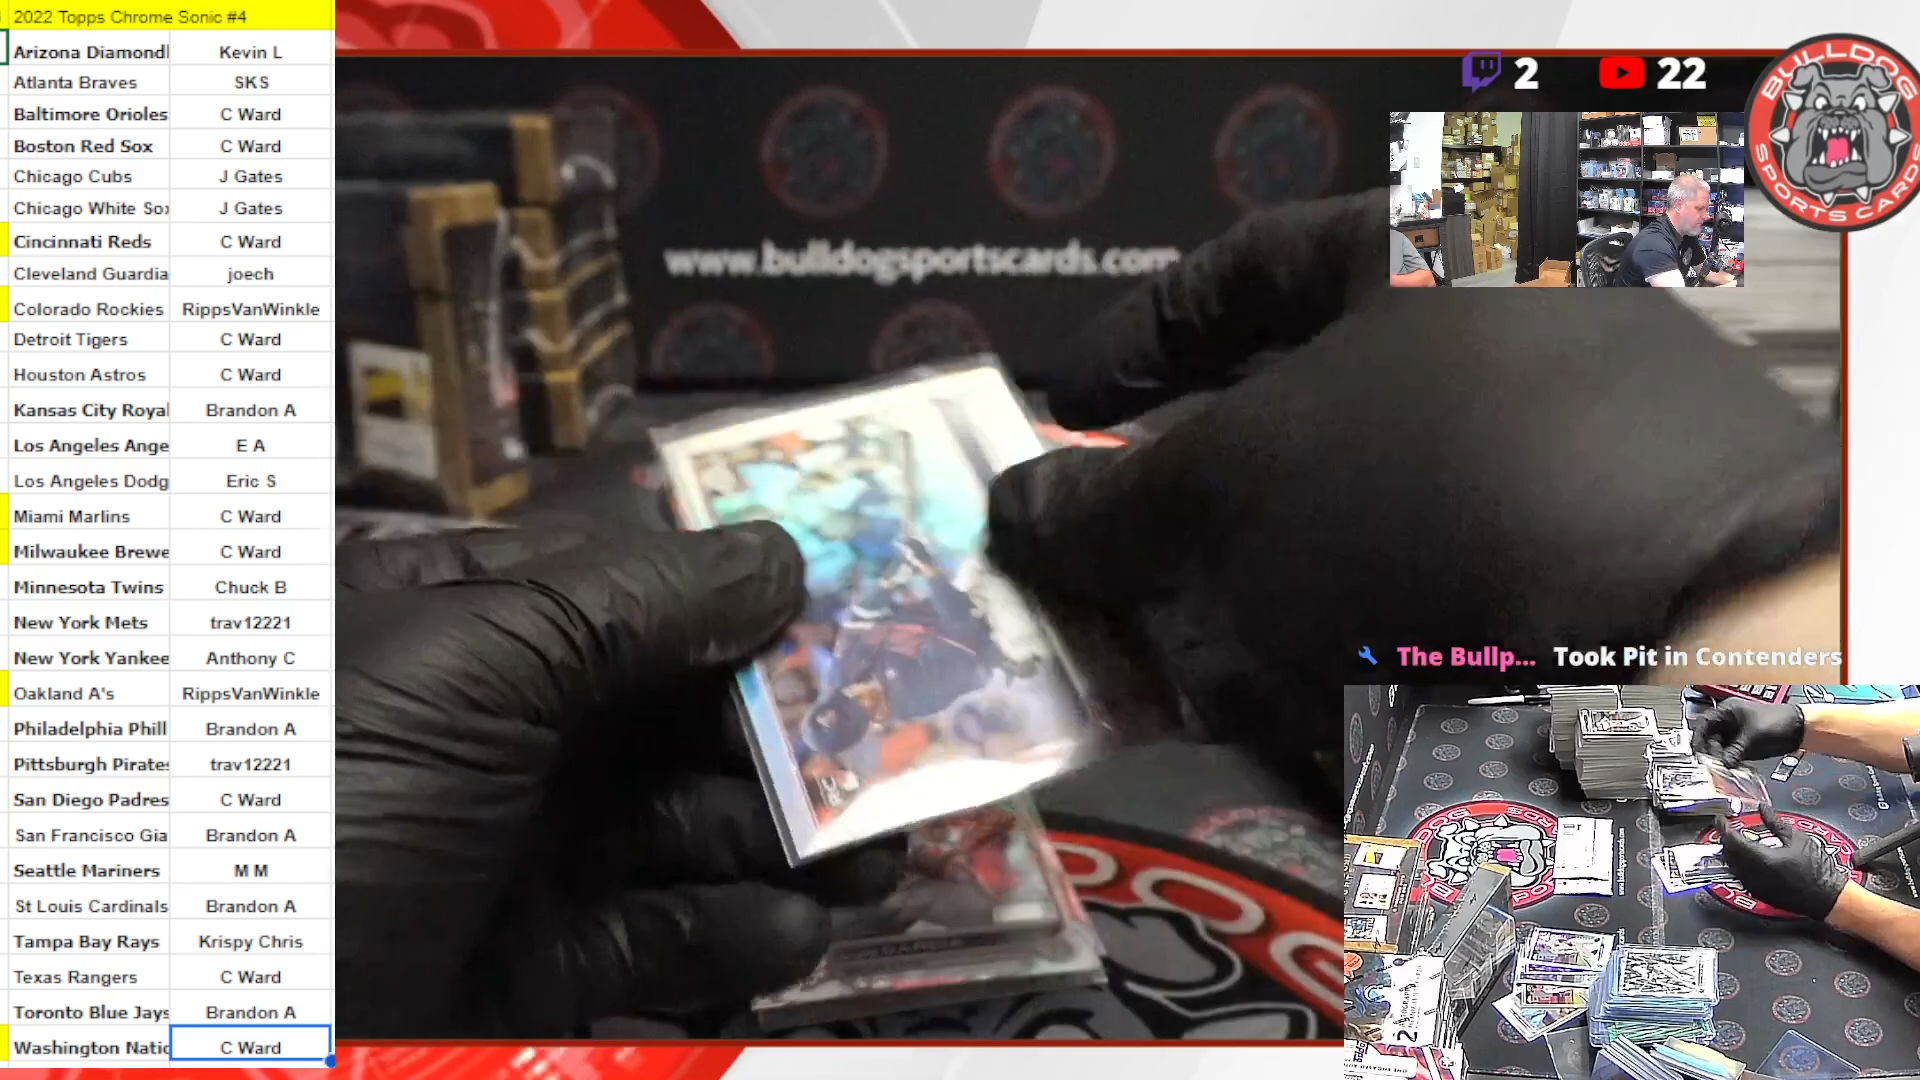 2022 Topps Chrome Sonic #4
Arizona Diamond Kevin L
Atlanta Braves SKS
Baltimore Orioles C Ward
Boston Red Sox C Ward
Chicago Cubs J Gates
Chicago White Sox J Gates
Cincinnati Reds C Ward
Cleveland Guardia joech
Colorado Rockies RippsVanWinkle
Detroit Tigers C Ward
Houston Astros C Ward
Kansas City Royal Brandon A
Los Angeles Ange E A
Los Angeles Dodg Eric S
Miami Marlins C Ward
Milwaukee Brewe C Ward
Minnesota Twins Chuck B
New York Mets trav12221
New York Yankee Anthony C
Oakland A's RippsVanWinkle
Philadelphia Phill Brandon A
Pittsburgh Pirates trav12221
San Diego Padres C Ward
San Francisco Gia Brandon A
Seattle Mariners M M
St Louis Cardinals Brandon A
Tampa Bay Rays Krispy Chris
Texas Rangers C Ward
Toronto Blue Jays Brandon A
Washington Natio C Ward
www.bulldogsportscards.com
2 22
BULLDOG
SPORTS CARDS
The Bullp... Took Pit in Contenders
GARCIA